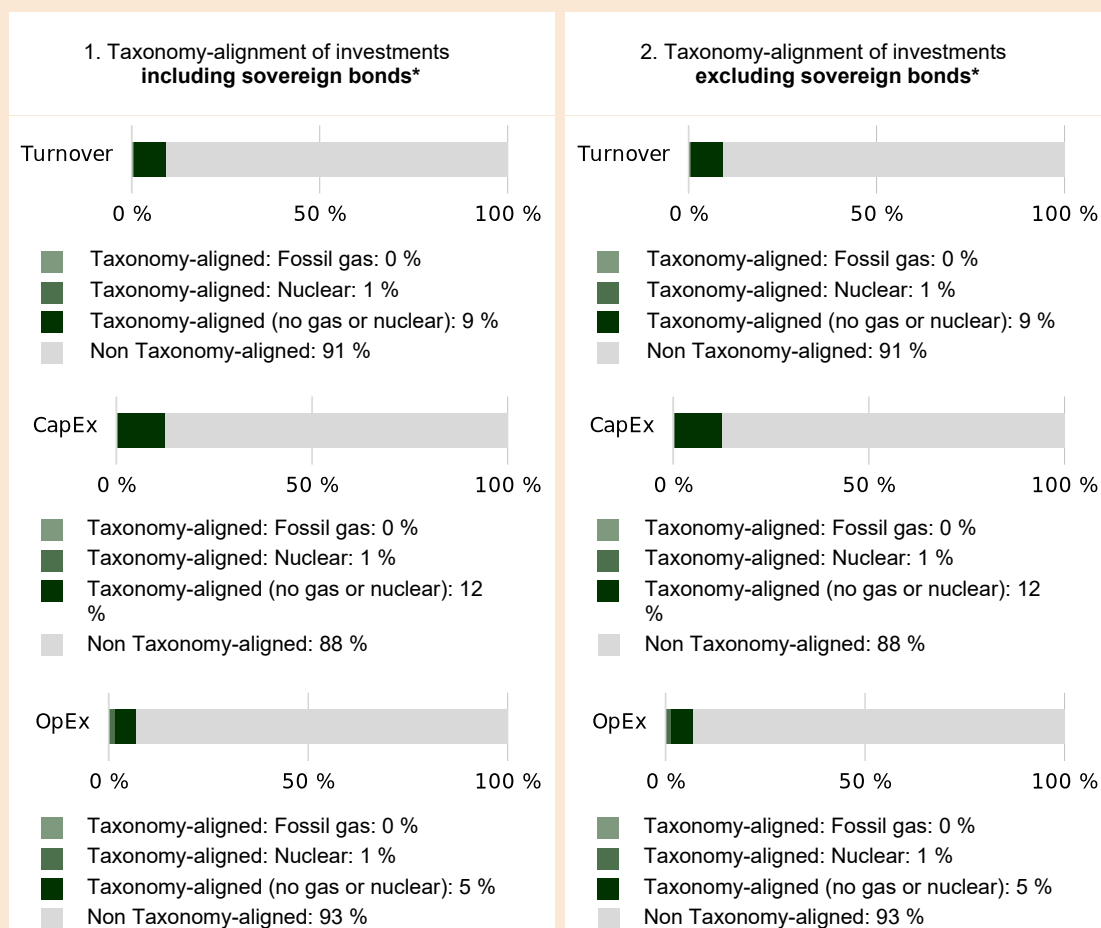 1. Taxonomy-alignment of investments
including sovereign bonds*
Turnover
0 %
50 %
100 %
Taxonomy-aligned: Fossil gas: 0 %
Taxonomy-aligned: Nuclear: 1 %
Taxonomy-aligned (no gas or nuclear): 9 %
Non Taxonomy-aligned: 91 %
CapEx
0 %
50 %
100 %
Taxonomy-aligned: Fossil gas: 0 %
Taxonomy-aligned: Nuclear: 1 %
Taxonomy-aligned (no gas or nuclear): 12
%
Non Taxonomy-aligned: 88 %
OpEx
0 %
50 %
100 %
Taxonomy-aligned: Fossil gas: 0 %
Taxonomy-aligned: Nuclear: 1 %
Taxonomy-aligned (no gas or nuclear): 5 %
Non Taxonomy-aligned: 93 %
2. Taxonomy-alignment of investments
excluding sovereign bonds*
Turnover
0 %
50 %
100 %
Taxonomy-aligned: Fossil gas: 0 %
Taxonomy-aligned: Nuclear: 1 %
Taxonomy-aligned (no gas or nuclear): 9 %
Non Taxonomy-aligned: 91 %
CapEx
0 %
50 %
100 %
Taxonomy-aligned: Fossil gas: 0 %
Taxonomy-aligned: Nuclear: 1 %
Taxonomy-aligned (no gas or nuclear): 12
%
Non Taxonomy-aligned: 88 %
OpEx
0 %
50 %
100 %
Taxonomy-aligned: Fossil gas: 0 %
Taxonomy-aligned: Nuclear: 1 %
Taxonomy-aligned (no gas or nuclear): 5 %
Non Taxonomy-aligned: 93 %